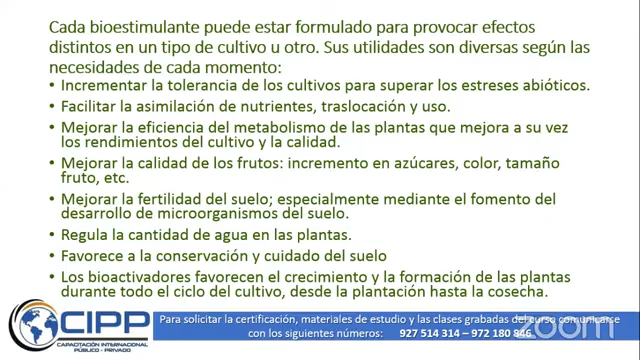 Cada bioestimulante puede estar formulado para provocar efectos
distintos en un tipo de cultivo u otro. Sus utilidades son diversas según las
necesidades de cada momento:
• Incrementar la tolerancia de los cultivos para superar los estreses abióticos.
• Facilitar la asimilación de nutrientes, traslocación y uso.
• Mejorar la eficiencia del metabolismo de las plantas que mejora a su vez
los rendimientos del cultivo y la calidad.
• Mejorar la calidad de los frutos: incremento en azúcares, color, tamaño
fruto, etc.
• Mejorar la fertilidad del suelo; especialmente mediante el fomento del
desarrollo de microorganismos del suelo.
• Regula la cantidad de agua en las plantas.
• Favorece a la conservación y cuidado del suelo
• Los bioactivadores favorecen el crecimiento y la formación de las plantas
durante todo el ciclo del cultivo, desde la plantación hasta la cosecha.
CIPP
CAPACITACIÓN INTERNACIONAL
PÚBLICO - PRIVADO
Para solicitar la certificación, materiales de estudio y las clases grabadas del curso comunicarse
con los siguientes números: 927 514 314 – 972 180 846
zoom